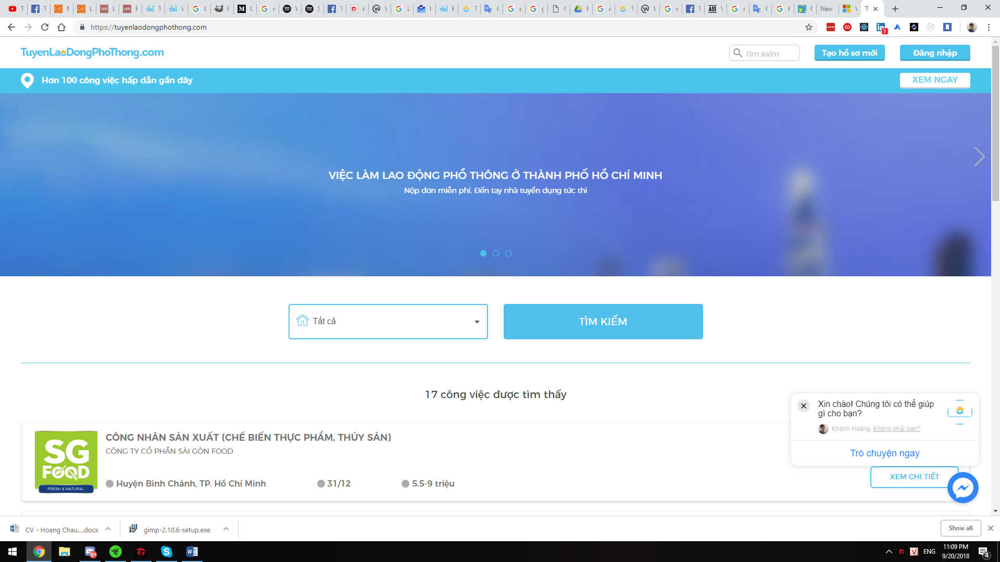 https://tuyenlaodongphothong.com
TuyenLaoDongPhoThong.com
Tìm kiếm
Tạo hồ sơ mới
Đăng nhập
Hơn 100 công việc hấp dẫn gần đây
XEM NGAY
VIỆC LÀM LAO ĐỘNG PHỔ THÔNG Ở THÀNH PHỐ HỒ CHÍ MINH
Nộp đơn miễn phí. Đến tay nhà tuyển dụng tức thì
Tất cả
TÌM KIẾM
17 công việc được tìm thấy
Xin chào! Chúng tôi có thể giúp
gì cho bạn?
Khánh Hoàng Không phải bạn?
Trò chuyện ngay
SG
FOOD
FRESH & NATURAL
CÔNG NHÂN SẢN XUẤT (CHẾ BIẾN THỰC PHẨM, THỦY SẢN)
CÔNG TY CỔ PHẦN SÀI GÒN FOOD
Huyện Bình Chánh, TP. Hồ Chí Minh
31/12
5.5-9 triệu
XEM CHI TIẾT
CV - Hoang Chau....docx
gimp-2.10.6-setup.exe
Show all
ENG
11:09 PM
9/20/2018